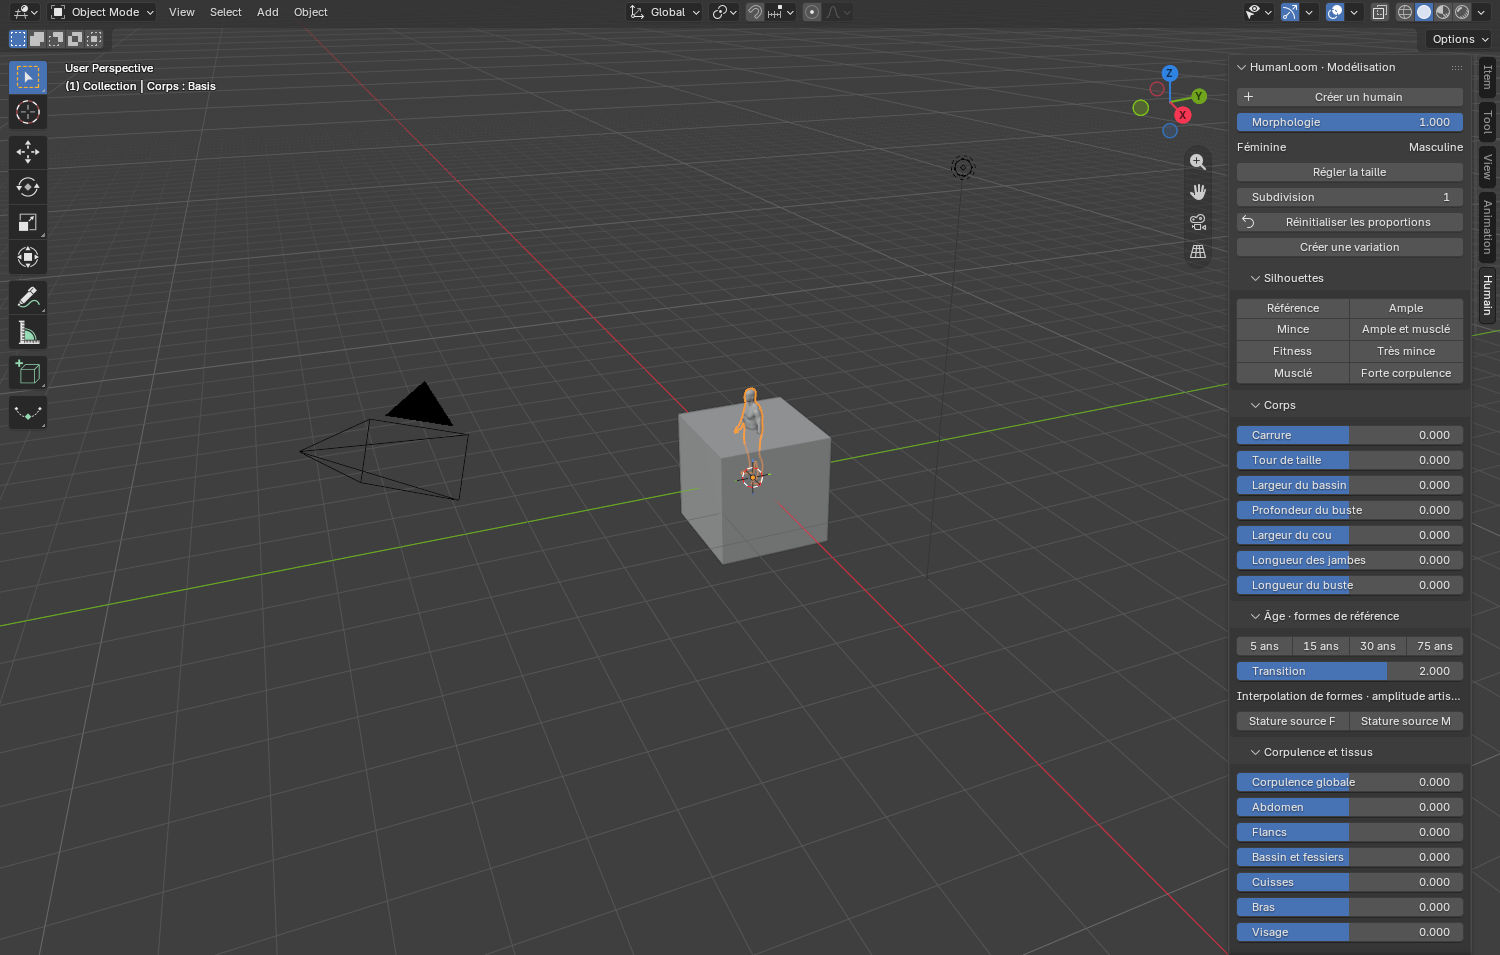 Object Mode View Select Add Object Global
Options
User Perspective
(1) Collection | Corps : Basis
Z
Y
X
HumanLoom · Modélisation
Créer un humain
Morphologie 1.000
Féminine Masculine
Régler la taille
Subdivision 1
Réinitialiser les proportions
Créer une variation
Silhouettes
Référence Ample
Mince Ample et musclé
Fitness Très mince
Musclé Forte corpulence
Corps
Carrure 0.000
Tour de taille 0.000
Largeur du bassin 0.000
Profondeur du buste 0.000
Largeur du cou 0.000
Longueur des jambes 0.000
Longueur du buste 0.000
Âge · formes de référence
5 ans 15 ans 30 ans 75 ans
Transition 2.000
Interpolation de formes · amplitude artis...
Stature source F Stature source M
Corpulence et tissus
Corpulence globale 0.000
Abdomen 0.000
Flancs 0.000
Bassin et fessiers 0.000
Cuisses 0.000
Bras 0.000
Visage 0.000
Item
Tool
View
Animation
Humain